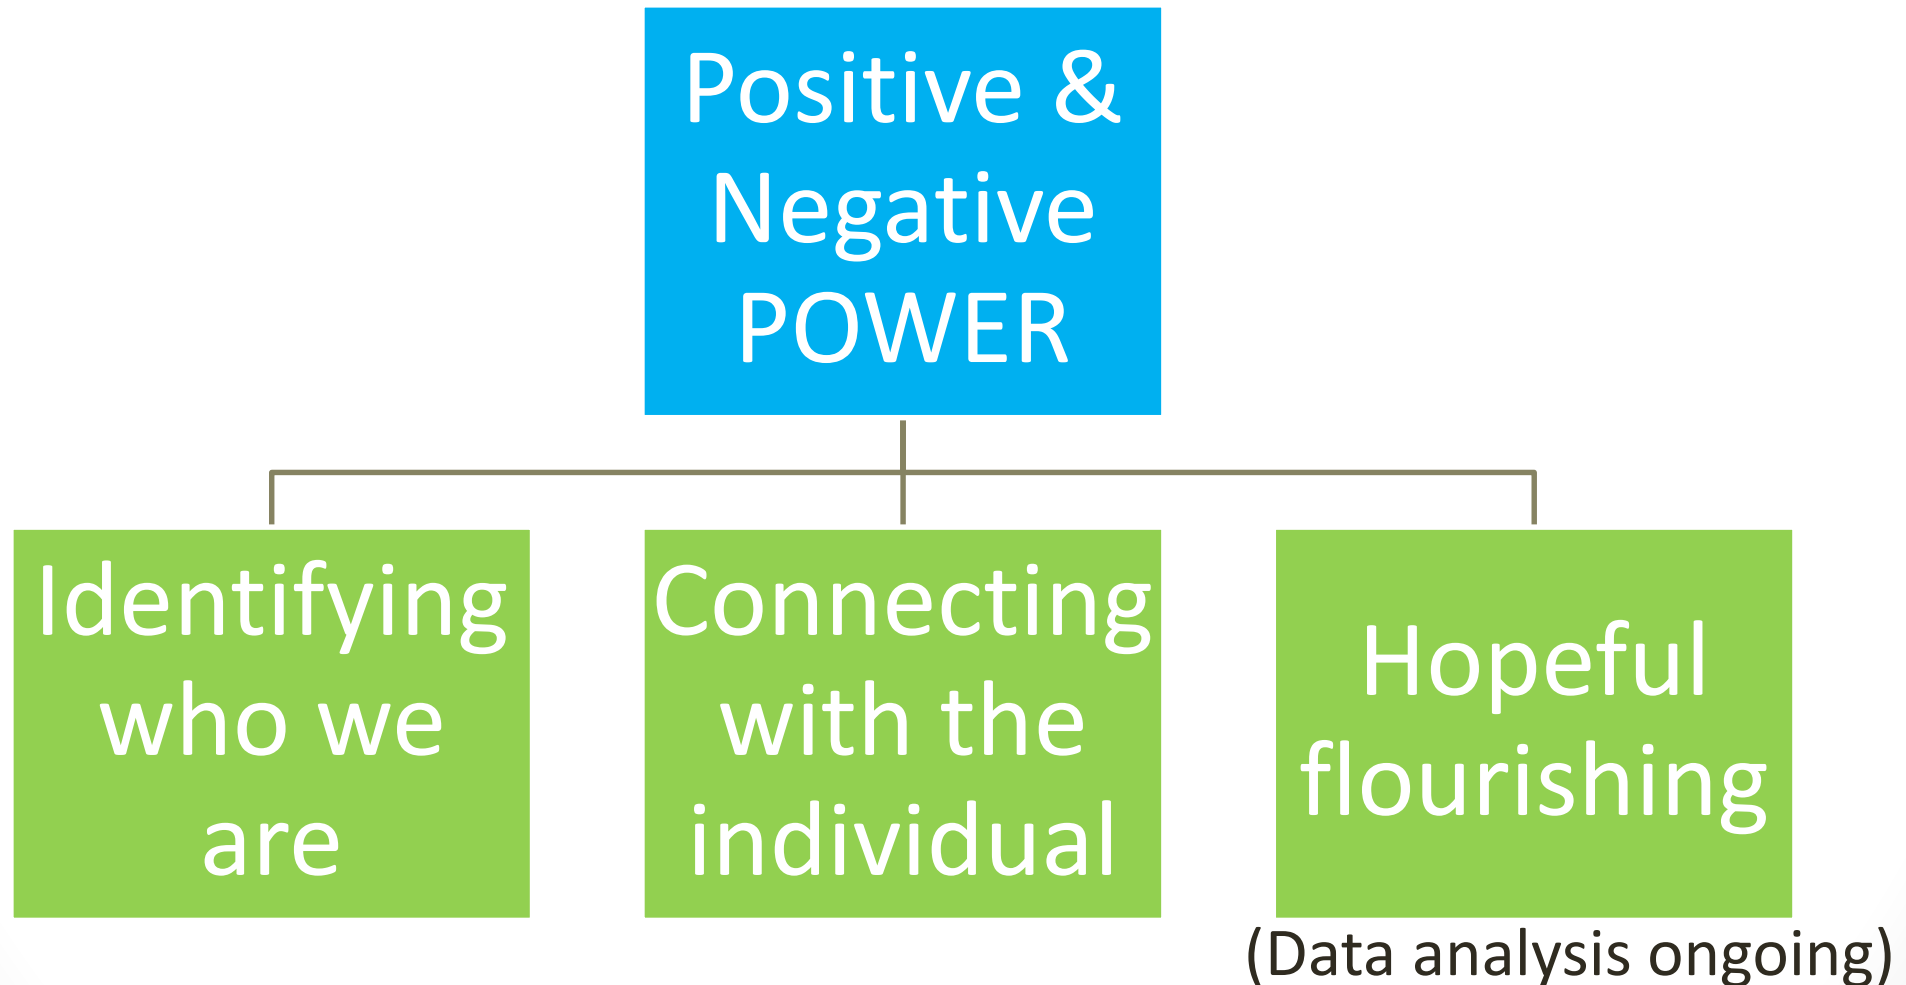 Positive &
Negative
POWER
Identifying
who we
are
Connecting
with the
individual
Hopeful
flourishing
(Data analysis ongoing)